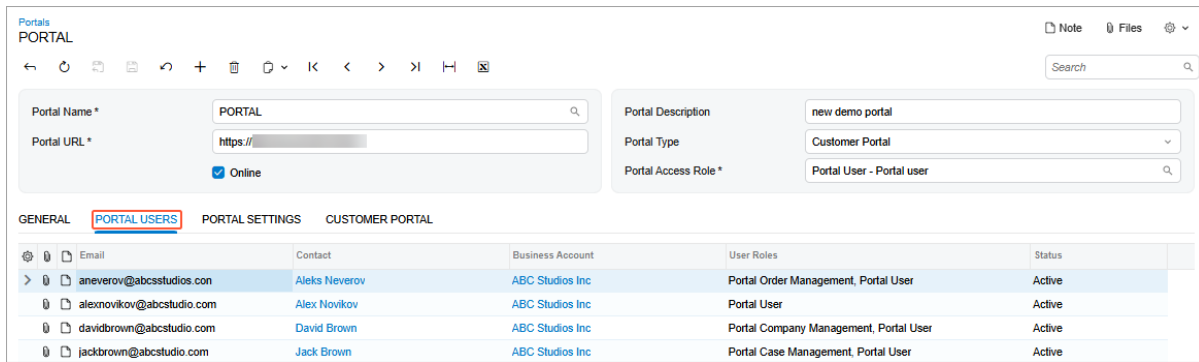 Portals
PORTAL
Note Files
Search
Portal Name * PORTAL
Portal Description new demo portal
Portal URL * https://
Portal Type Customer Portal
Online
Portal Access Role * Portal User - Portal user
GENERAL PORTAL USERS PORTAL SETTINGS CUSTOMER PORTAL
Email Contact Business Account User Roles Status
aneverov@abcsstudios.con Aleks Neverov ABC Studios Inc Portal Order Management, Portal User Active
alexnovikov@abcstudio.com Alex Novikov ABC Studios Inc Portal User Active
davidbrown@abcstudio.com David Brown ABC Studios Inc Portal Company Management, Portal User Active
jackbrown@abcstudio.com Jack Brown ABC Studios Inc Portal Case Management, Portal User Active